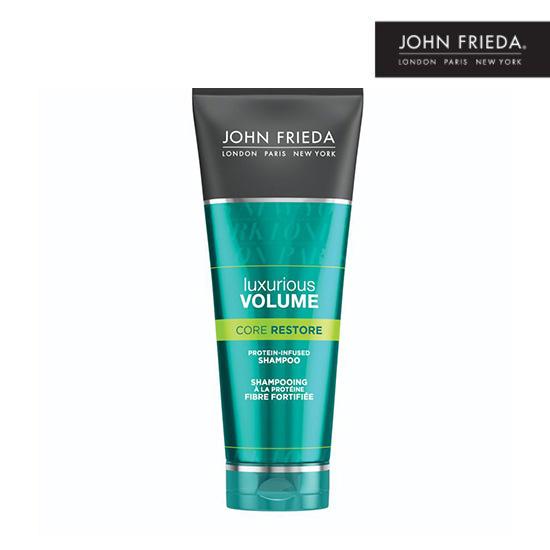 JOHN FRIEDA®
LONDON PARIS NEW YORK
JOHN FRIEDA
LONDON PARIS NEW YORK
luxurious
VOLUME
CORE RESTORE
PROTEIN-INFUSED
SHAMPOO
SHAMPOOING
À LA PROTÉINE
FIBRE FORTIFIÉE